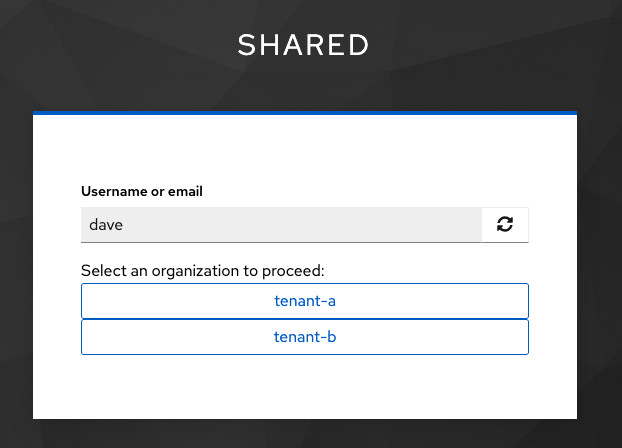 SHARED
Username or email
dave
Select an organization to proceed:
tenant-a
tenant-b